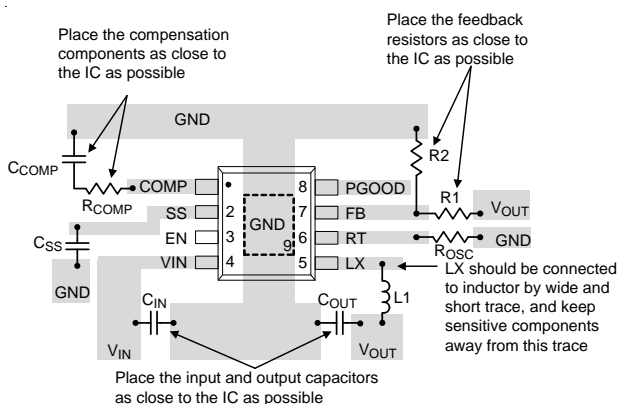 Place the compensation
components as close to
the IC as possible
Place the feedback
resistors as close to
the IC as possible
GND
CCOMP
RCOMP
COMP
SS
EN
VIN
2
3
4
GND
9
8
7
6
5
PGOOD
FB
RT
LX
R2
R1
VOUT
ROSC
GND
CSS
GND
LX should be connected
to inductor by wide and
short trace, and keep
sensitive components
away from this trace
CIN
COUT
L1
VIN
VOUT
Place the input and output capacitors
as close to the IC as possible